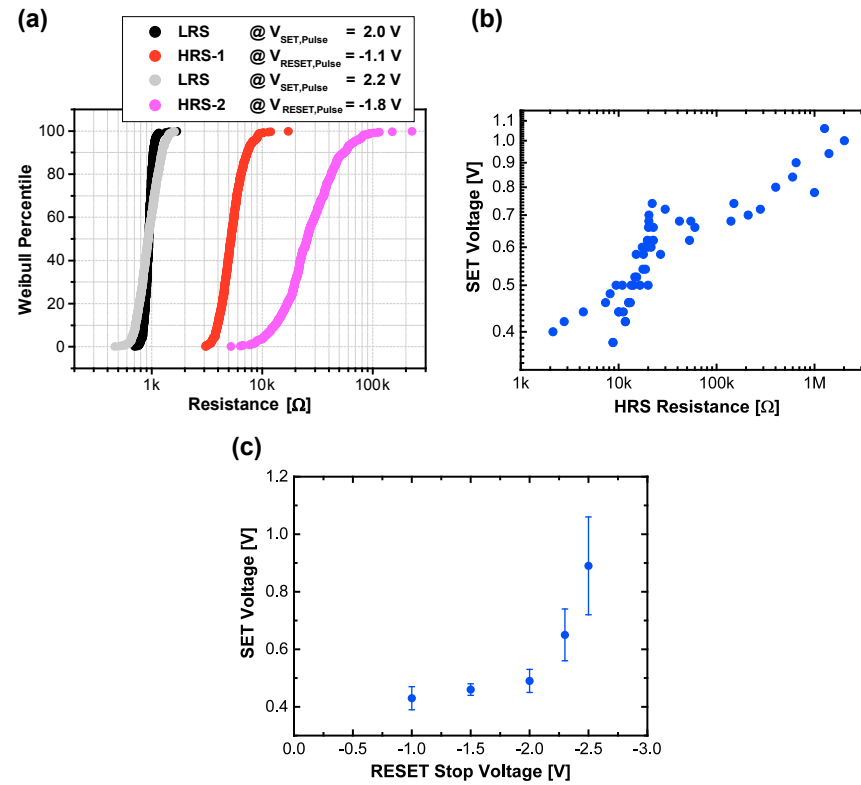 (a)
LRS @ V_SET,Pulse = 2.0 V
HRS-1 @ V_RESET,Pulse = -1.1 V
LRS @ V_SET,Pulse = 2.2 V
HRS-2 @ V_RESET,Pulse = -1.8 V
100
80
60
40
20
0
Weibull Percentile
1k 10k 100k
Resistance [Ω]
(b)
1.1
1.0
0.9
0.8
0.7
0.6
0.5
0.4
SET Voltage [V]
1k 10k 100k 1M
HRS Resistance [Ω]
(c)
1.2
1.0
0.8
0.6
0.4
SET Voltage [V]
0.0 -0.5 -1.0 -1.5 -2.0 -2.5 -3.0
RESET Stop Voltage [V]